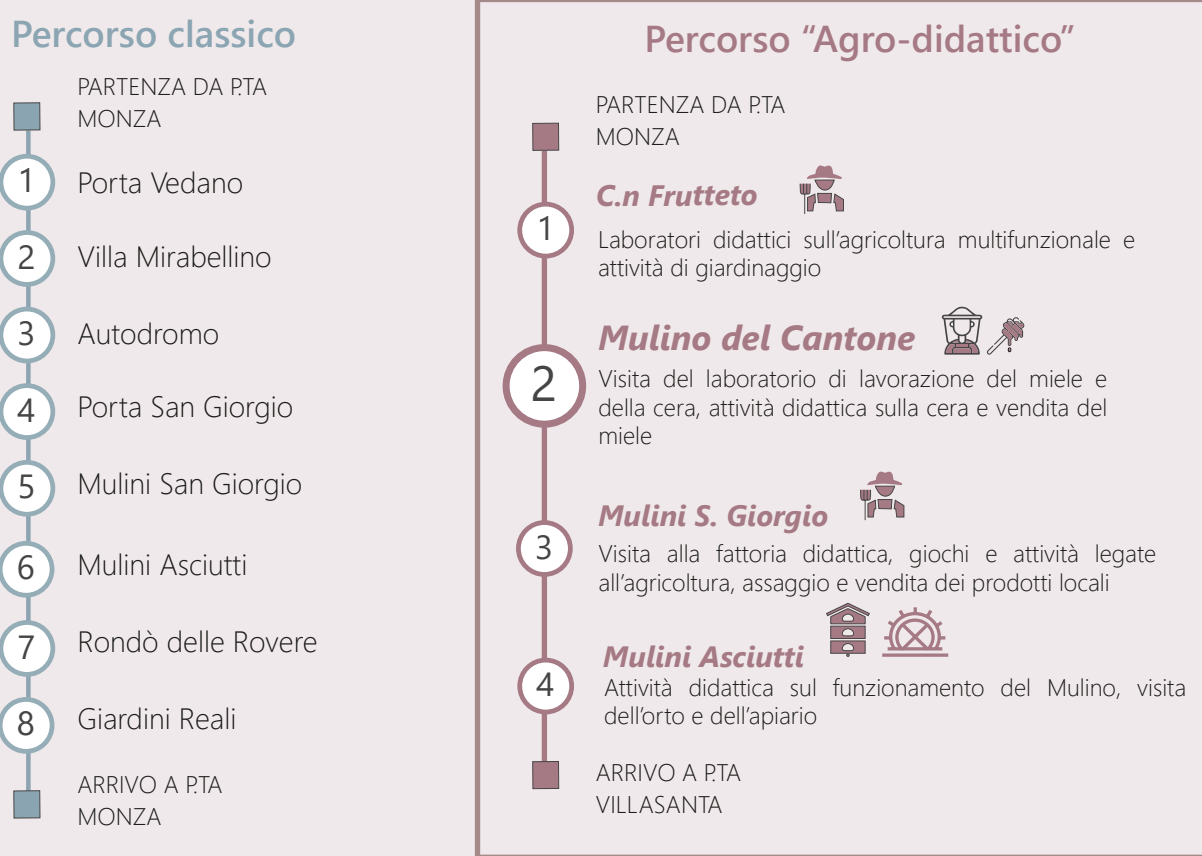 Percorso classico
PARTENZA DA P.TA
MONZA
1
Porta Vedano
2
Villa Mirabellino
3
Autodromo
4
Porta San Giorgio
5
Mulini San Giorgio
6
Mulini Asciutti
7
Rondò delle Rovere
8
Giardini Reali
ARRIVO A P.TA
MONZA
Percorso “Agro-didattico”
PARTENZA DA P.TA
MONZA
C.n Frutteto
1
Laboratori didattici sull’agricoltura multifunzionale e
attività di giardinaggio
Mulino del Cantone
2
Visita del laboratorio di lavorazione del miele e
della cera, attività didattica sulla cera e vendita del
miele
Mulini S. Giorgio
3
Visita alla fattoria didattica, giochi e attività legate
all’agricoltura, assaggio e vendita dei prodotti locali
Mulini Asciutti
4
Attività didattica sul funzionamento del Mulino, visita
dell’orto e dell’apiario
ARRIVO A P.TA
VILLASANTA